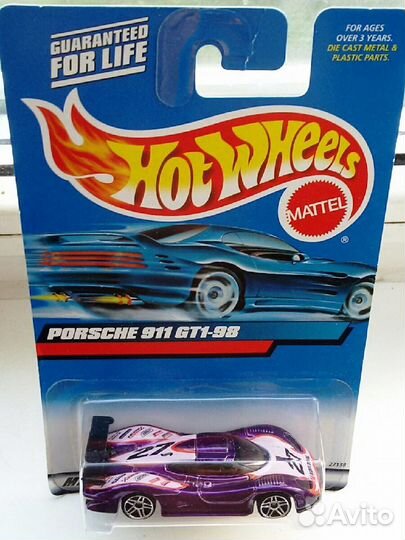 GUARANTEED
FOR LIFE
FOR AGES
OVER 3 YEARS.
DIE CAST METAL &
PLASTIC PARTS.
HOT WHEELS
MATTEL
®
PORSCHE 911 GT1-98
27
27
Avito